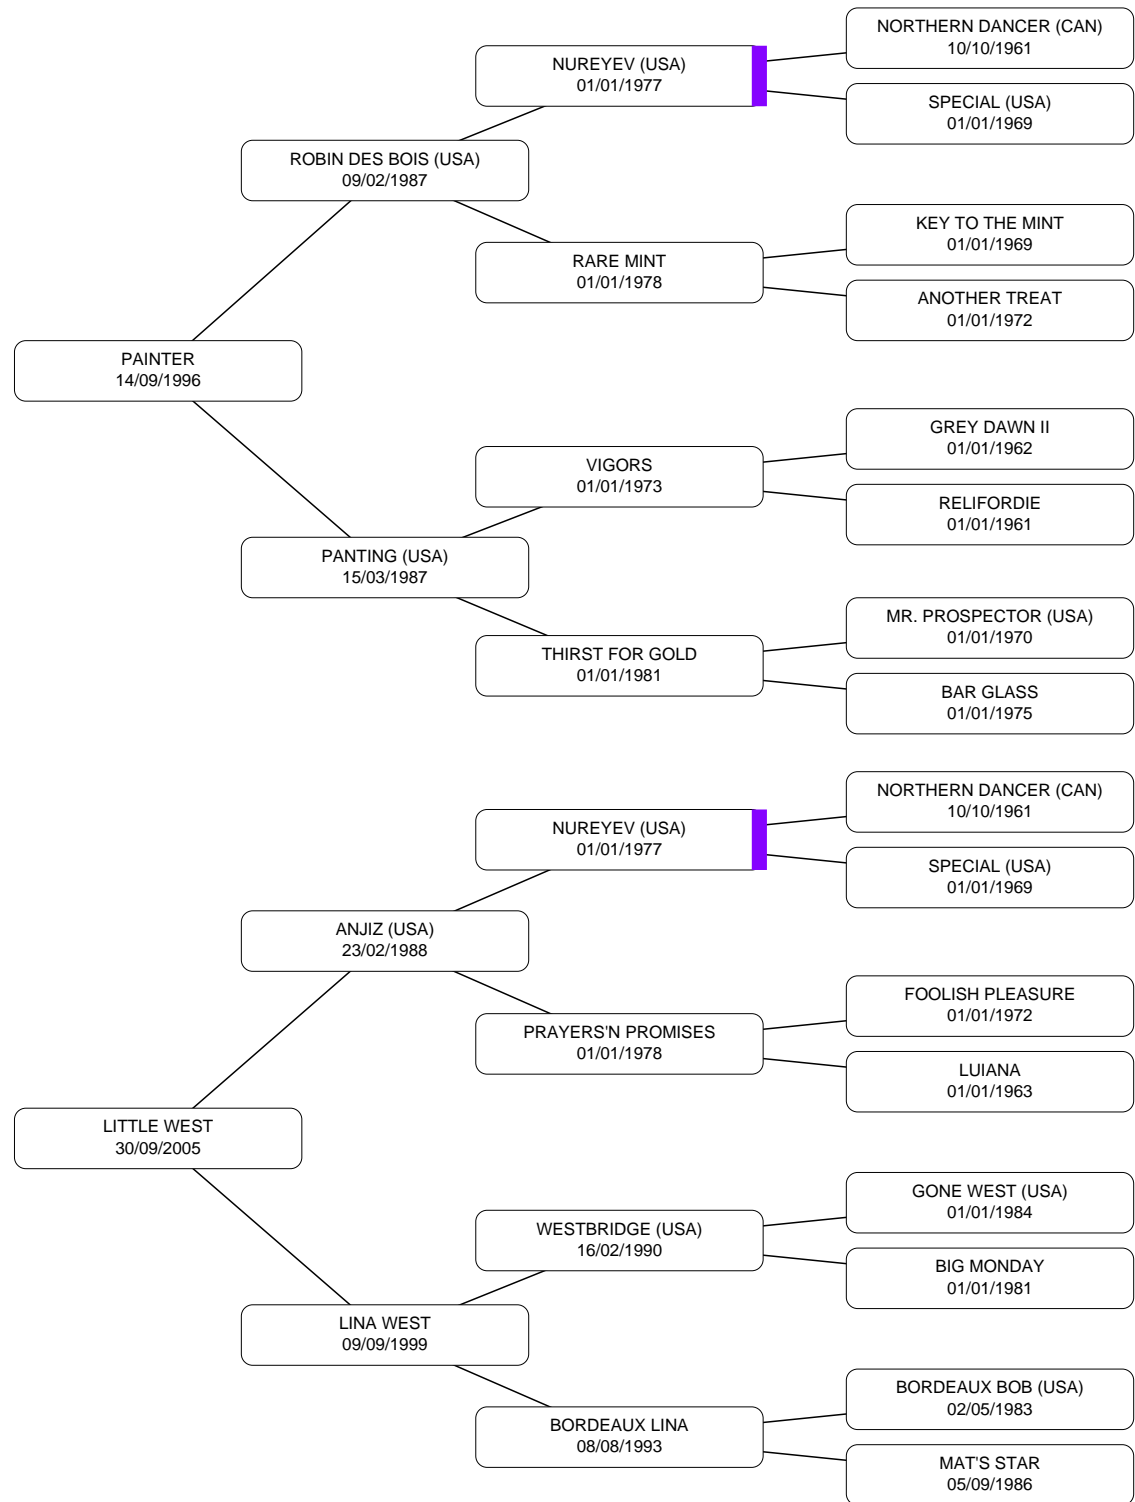 NORTHERN DANCER (CAN)
10/10/1961
NUREYEV (USA)
01/01/1977
SPECIAL (USA)
01/01/1969
ROBIN DES BOIS (USA)
09/02/1987
KEY TO THE MINT
01/01/1969
RARE MINT
01/01/1978
ANOTHER TREAT
01/01/1972
PAINTER
14/09/1996
GREY DAWN II
01/01/1962
VIGORS
01/01/1973
RELIFORDIE
01/01/1961
PANTING (USA)
15/03/1987
MR. PROSPECTOR (USA)
01/01/1970
THIRST FOR GOLD
01/01/1981
BAR GLASS
01/01/1975
NORTHERN DANCER (CAN)
10/10/1961
NUREYEV (USA)
01/01/1977
SPECIAL (USA)
01/01/1969
ANJIZ (USA)
23/02/1988
FOOLISH PLEASURE
01/01/1972
PRAYERS'N PROMISES
01/01/1978
LUIANA
01/01/1963
LITTLE WEST
30/09/2005
GONE WEST (USA)
01/01/1984
WESTBRIDGE (USA)
16/02/1990
BIG MONDAY
01/01/1981
LINA WEST
09/09/1999
BORDEAUX BOB (USA)
02/05/1983
BORDEAUX LINA
08/08/1993
MAT'S STAR
05/09/1986